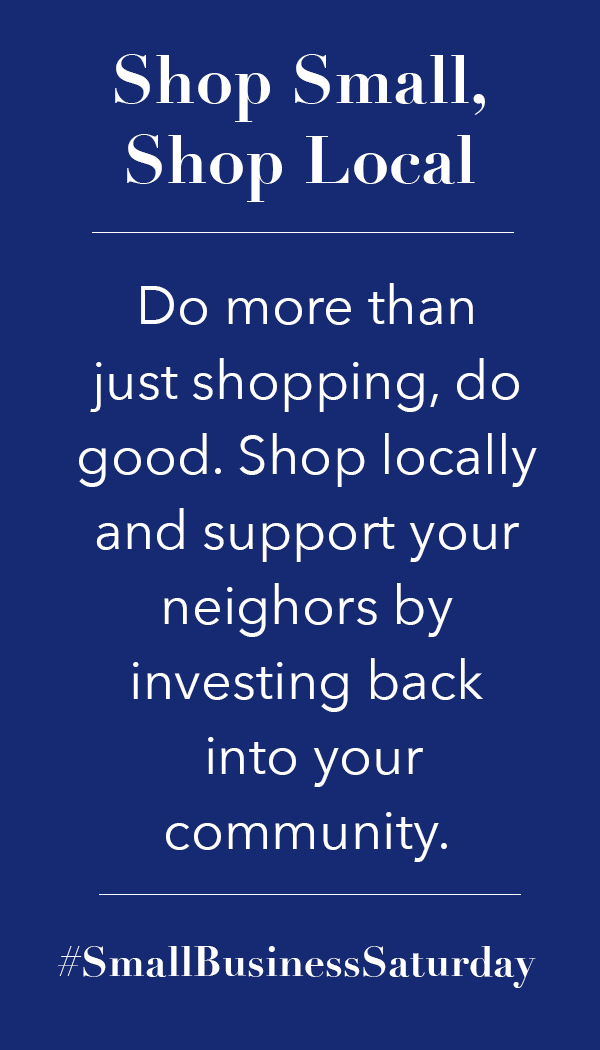 Shop Small,
Shop Local
Do more than
just shopping, do
good. Shop locally
and support your
neighors by
investing back
into your
community.
#SmallBusinessSaturday